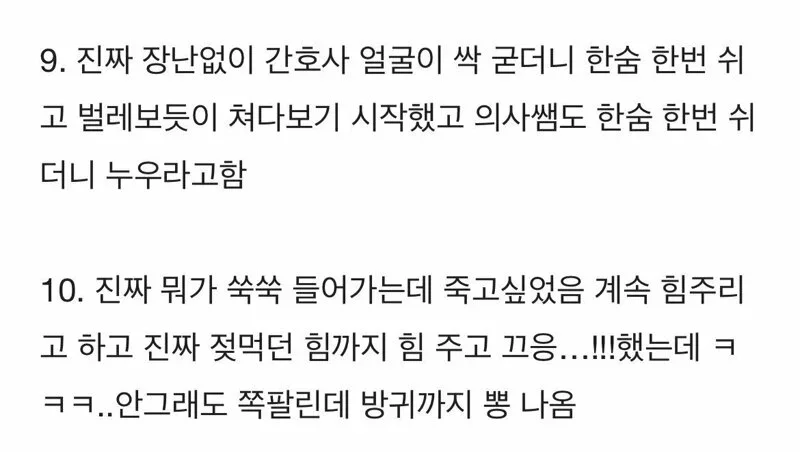 9. 진짜 장난없이 간호사 얼굴이 싹 굳더니 한숨 한번 쉬
고 벌레보듯이 쳐다보기 시작했고 의사쌤도 한숨 한번 쉬
더니 누우라고함
10. 진짜 뭐가 쑥쑥 들어가는데 죽고싶었음 계속 힘주리
고 하고 진짜 젖먹던 힘까지 힘 주고 끄응…!!!했는데 ㅋ
ㅋㅋ..안그래도 쪽팔린데 방귀까지 뿡 나옴